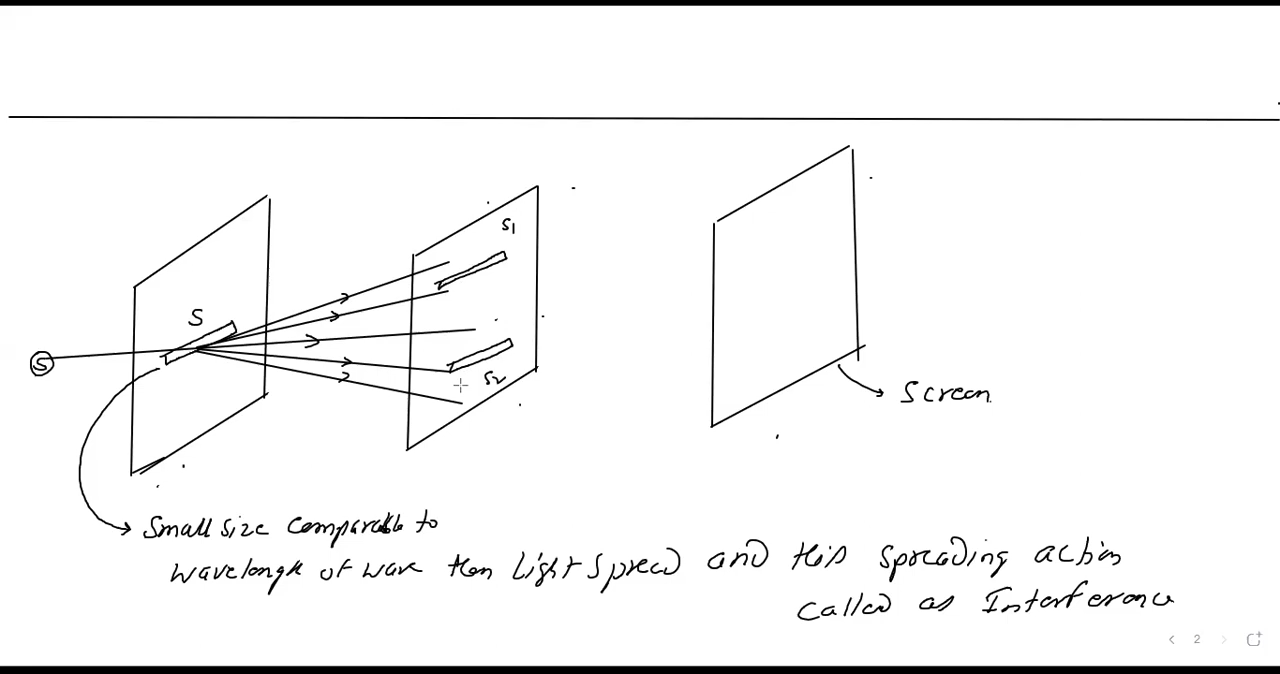 S1
S
S
S2
Screen
Small size comparable to
wavelength of wave then Light Spread and this spreading action
called as Interference
2